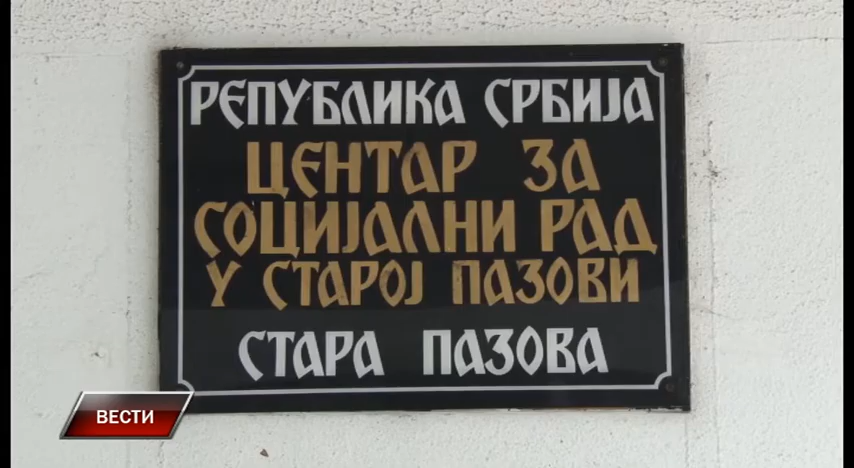 РЕПУБЛИКА СРБИЈА
ЦЕНТАР ЗА
СОЦИЈАЛНИ РАД
У СТАРОЈ ПАЗОВИ
СТАРА ПАЗОВА
ВЕСТИ